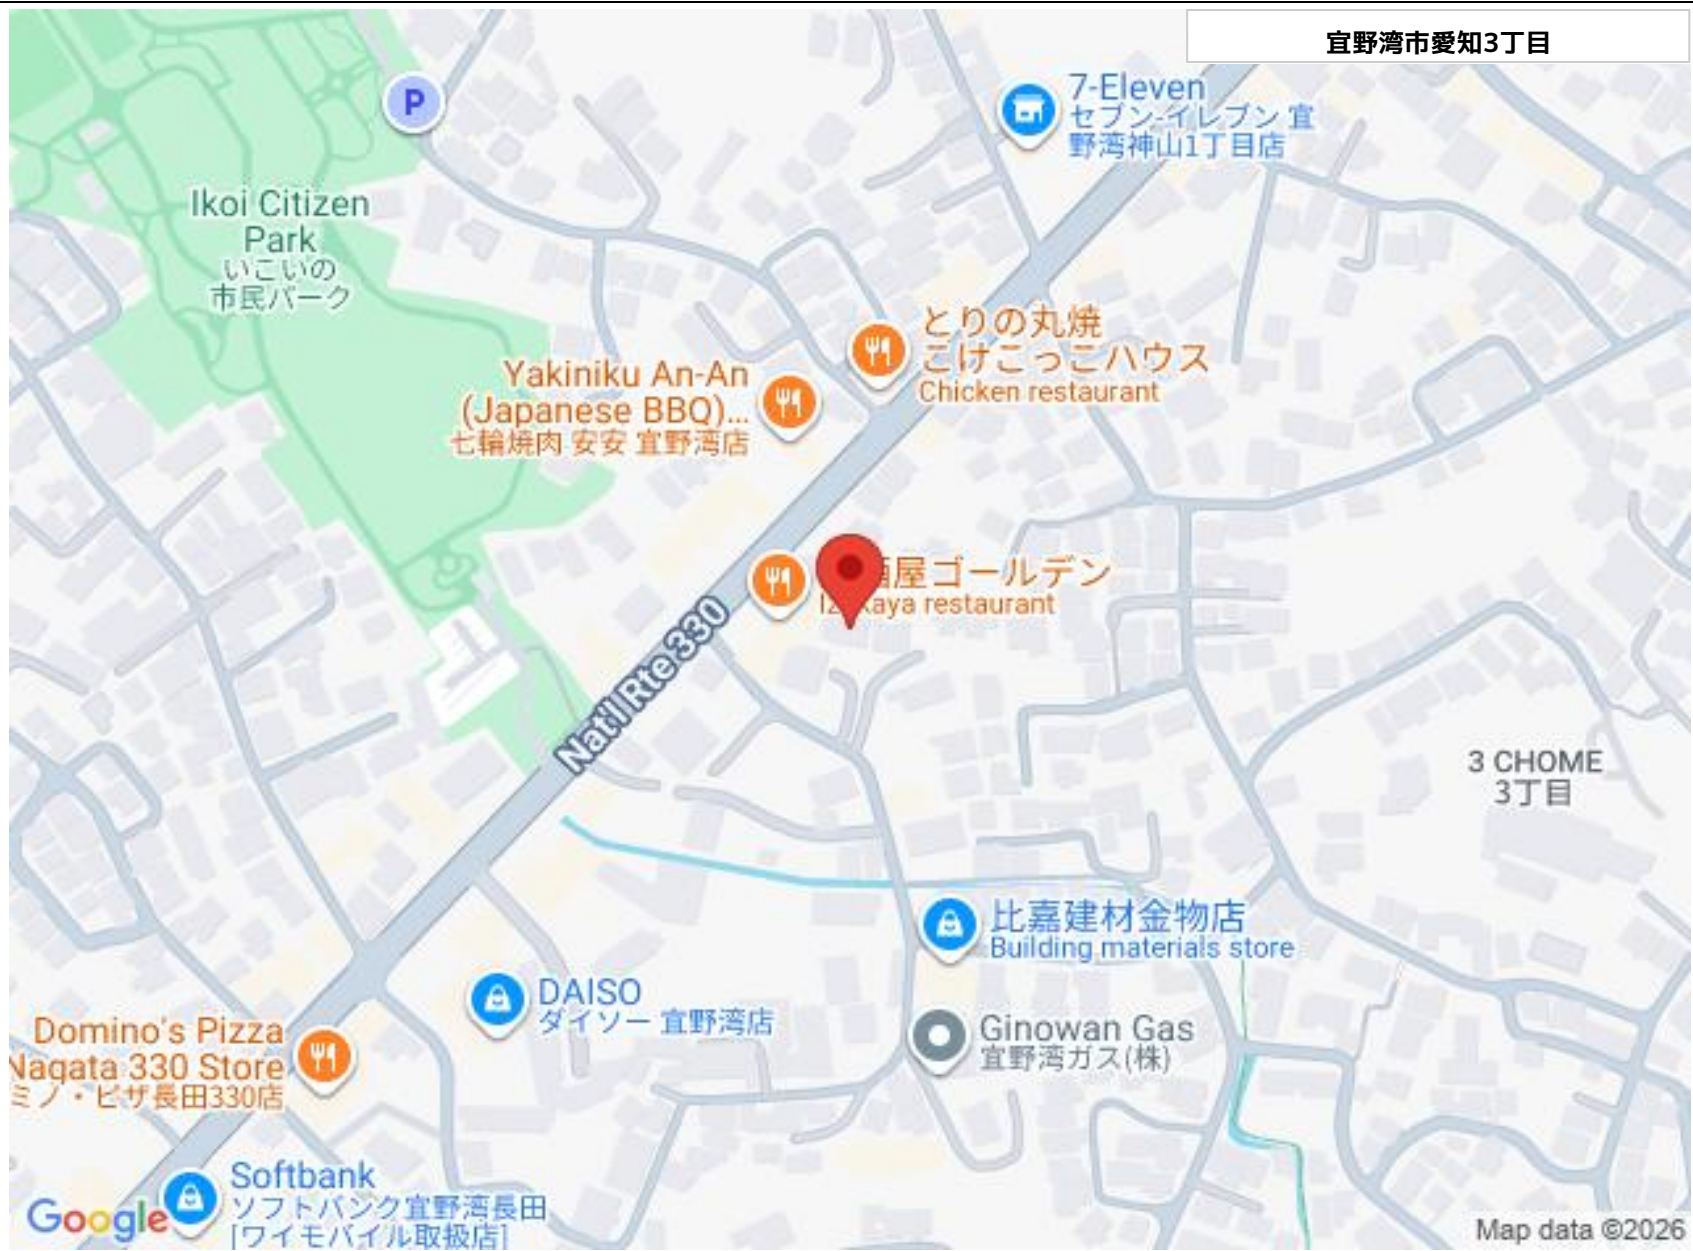 宜野湾市愛知3丁目
P
7-Eleven
セブン-イレブン 宜
野湾神山1丁目店
Ikoi Citizen
Park
いこいの
市民パーク
とりの丸焼
こけこっこハウス
Chicken restaurant
Yakiniku An-An
(Japanese BBQ)...
七輪焼肉 安安 宜野湾店
酒屋ゴールデン
Izakaya restaurant
Nat'l Rte 330
3 CHOME
3丁目
比嘉建材金物店
Building materials store
DAISO
ダイソー 宜野湾店
Ginowan Gas
宜野湾ガス(株)
Domino's Pizza
Nagata 330 Store
ミノ・ピザ長田330店
Softbank
ソフトバンク宜野湾長田
[ワイモバイル取扱店]
Google
Map data ©2026